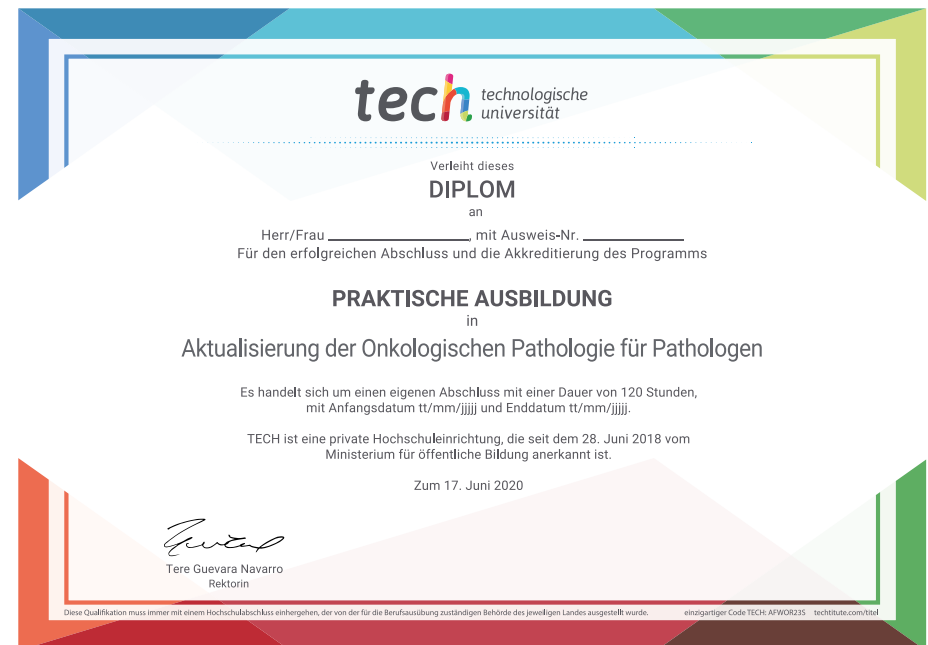 tech technologische
universität
Verleiht dieses
DIPLOM
an
Herr/Frau ____________________, mit Ausweis-Nr. ______________
Für den erfolgreichen Abschluss und die Akkreditierung des Programms
PRAKTISCHE AUSBILDUNG
in
Aktualisierung der Onkologischen Pathologie für Pathologen
Es handelt sich um einen eigenen Abschluss mit einer Dauer von 120 Stunden,
mit Anfangsdatum tt/mm/jjjjj und Enddatum tt/mm/jjjjj.
TECH ist eine private Hochschuleinrichtung, die seit dem 28. Juni 2018 vom
Ministerium für öffentliche Bildung anerkannt ist.
Zum 17. Juni 2020
Tere Guevara Navarro
Rektorin
Diese Qualifikation muss immer mit einem Hochschulabschluss einhergehen, der von der für die Berufsausübung zuständigen Behörde des jeweiligen Landes ausgestellt wurde. einzigartiger Code TECH: AFWOR23S techtitute.com/titel